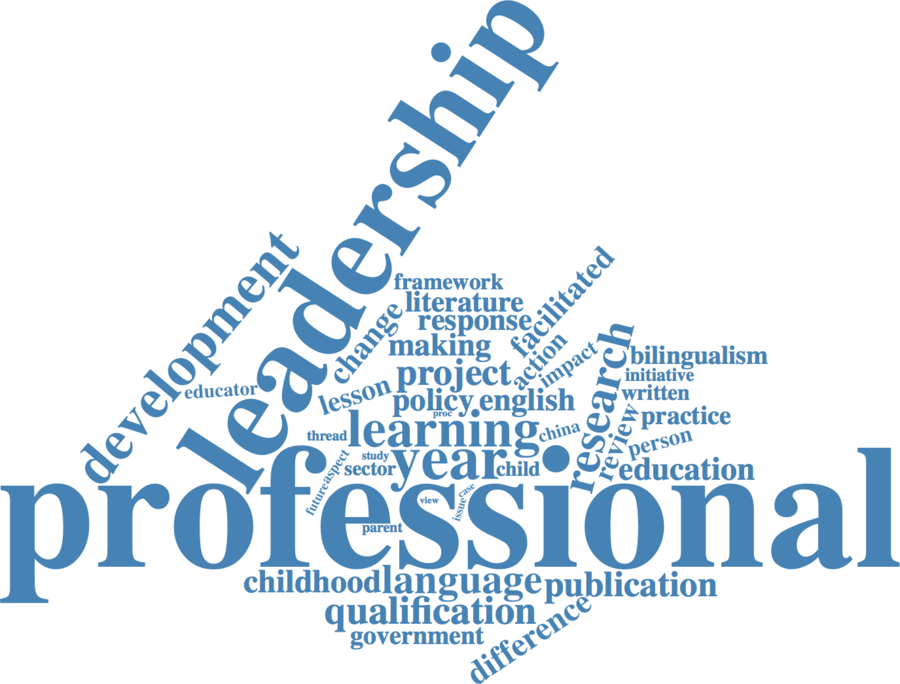 leadership
development
framework
literature
facilitated
response
change
making
action
impact
research
bilingualism
initiative
educator
lesson
project
written
policy
english
proc
practice
review
person
thread
learning
china
study
sector
year
child
education
future
aspect
view
case
issue
parent
professional
childhood
language
publication
qualification
difference
government